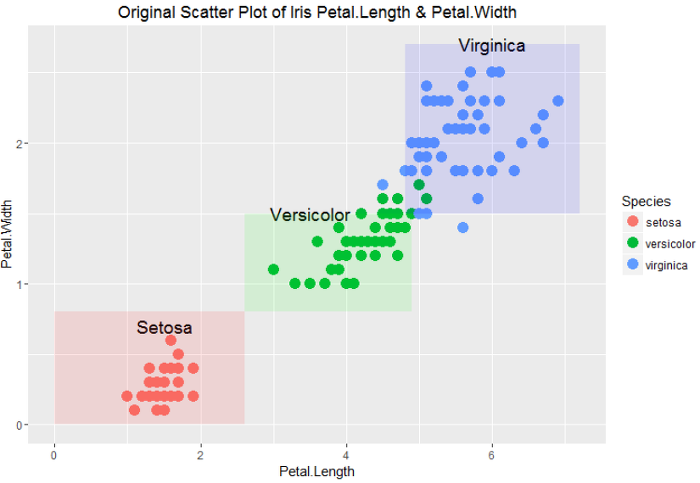 Original Scatter Plot of Iris Petal.Length & Petal.Width
Virginica
Versicolor
Setosa
Petal.Width
2
1
0
0
2
4
6
Petal.Length
Species
setosa
versicolor
virginica